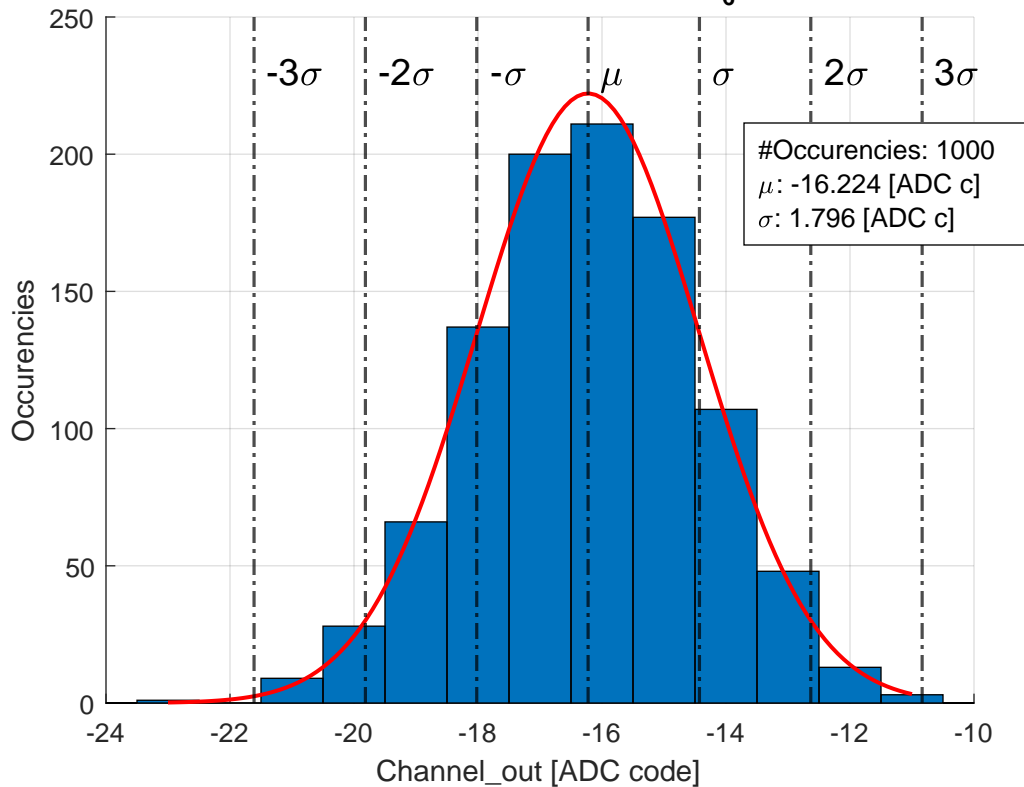 250
200
150
100
50
0
-3σ -2σ -σ μ σ 2σ 3σ
#Occurencies: 1000
μ: -16.224 [ADC c]
σ: 1.796 [ADC c]
Occurencies
-24 -22 -20 -18 -16 -14 -12 -10
Channel_out [ADC code]